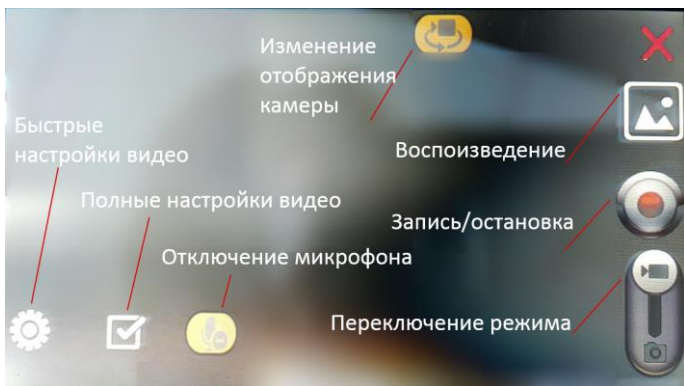 Изменение
отображения
камеры
Быстрые
настройки видео
Воспоизведение
Полные настройки видео
Запись/остановка
Отключение микрофона
Переключение режима